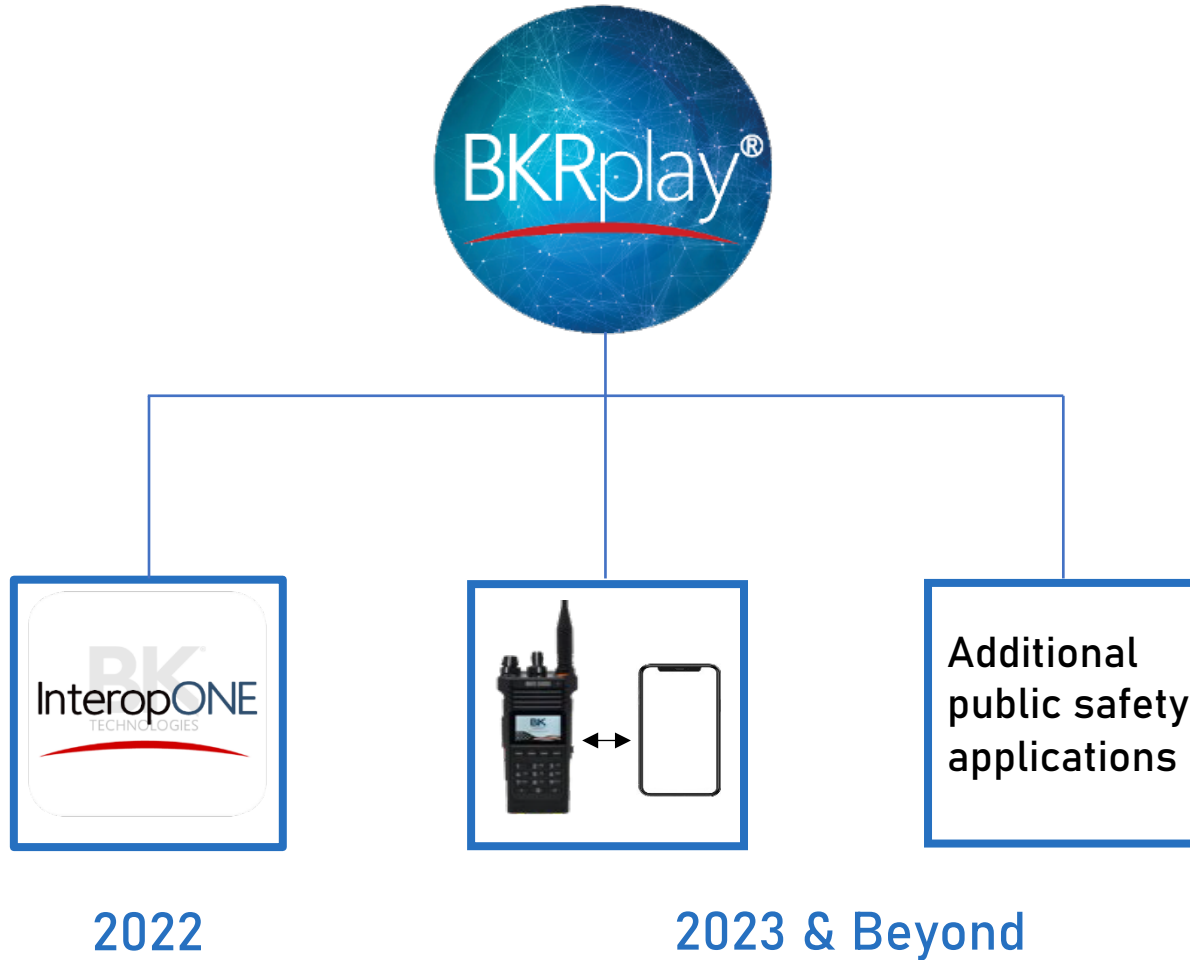 BKRplay®
BK
InteropONE
TECHNOLOGIES
BK
Additional
public safety
applications
2022
2023 & Beyond